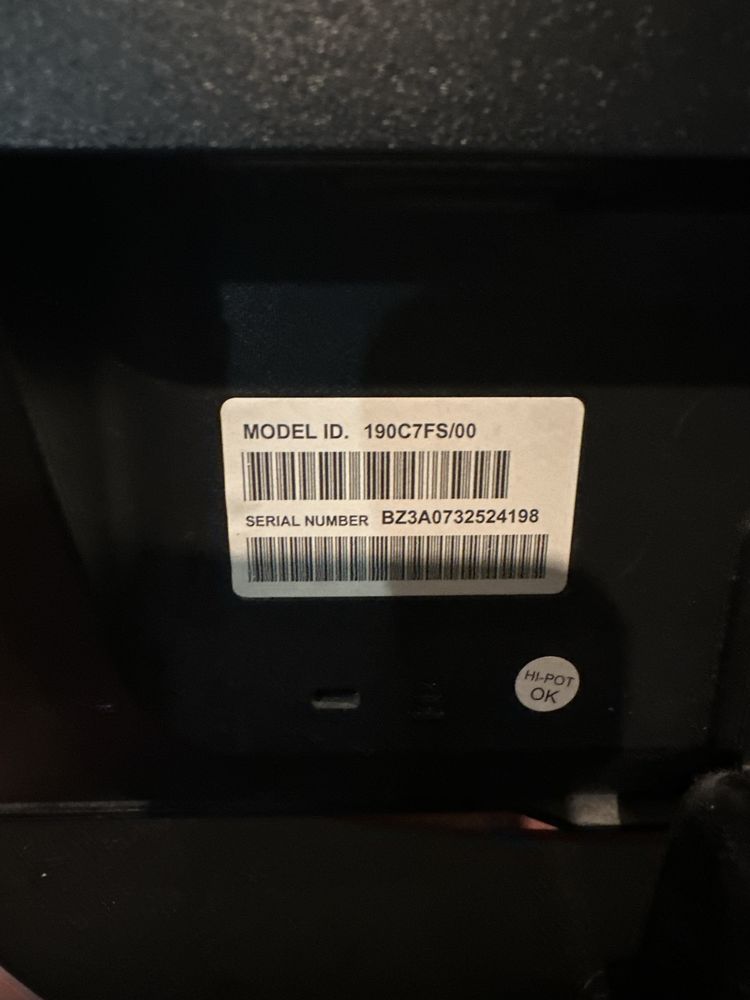 MODEL ID. 190C7FS/00
SERIAL NUMBER BZ3A0732524198
HI-POT
OK